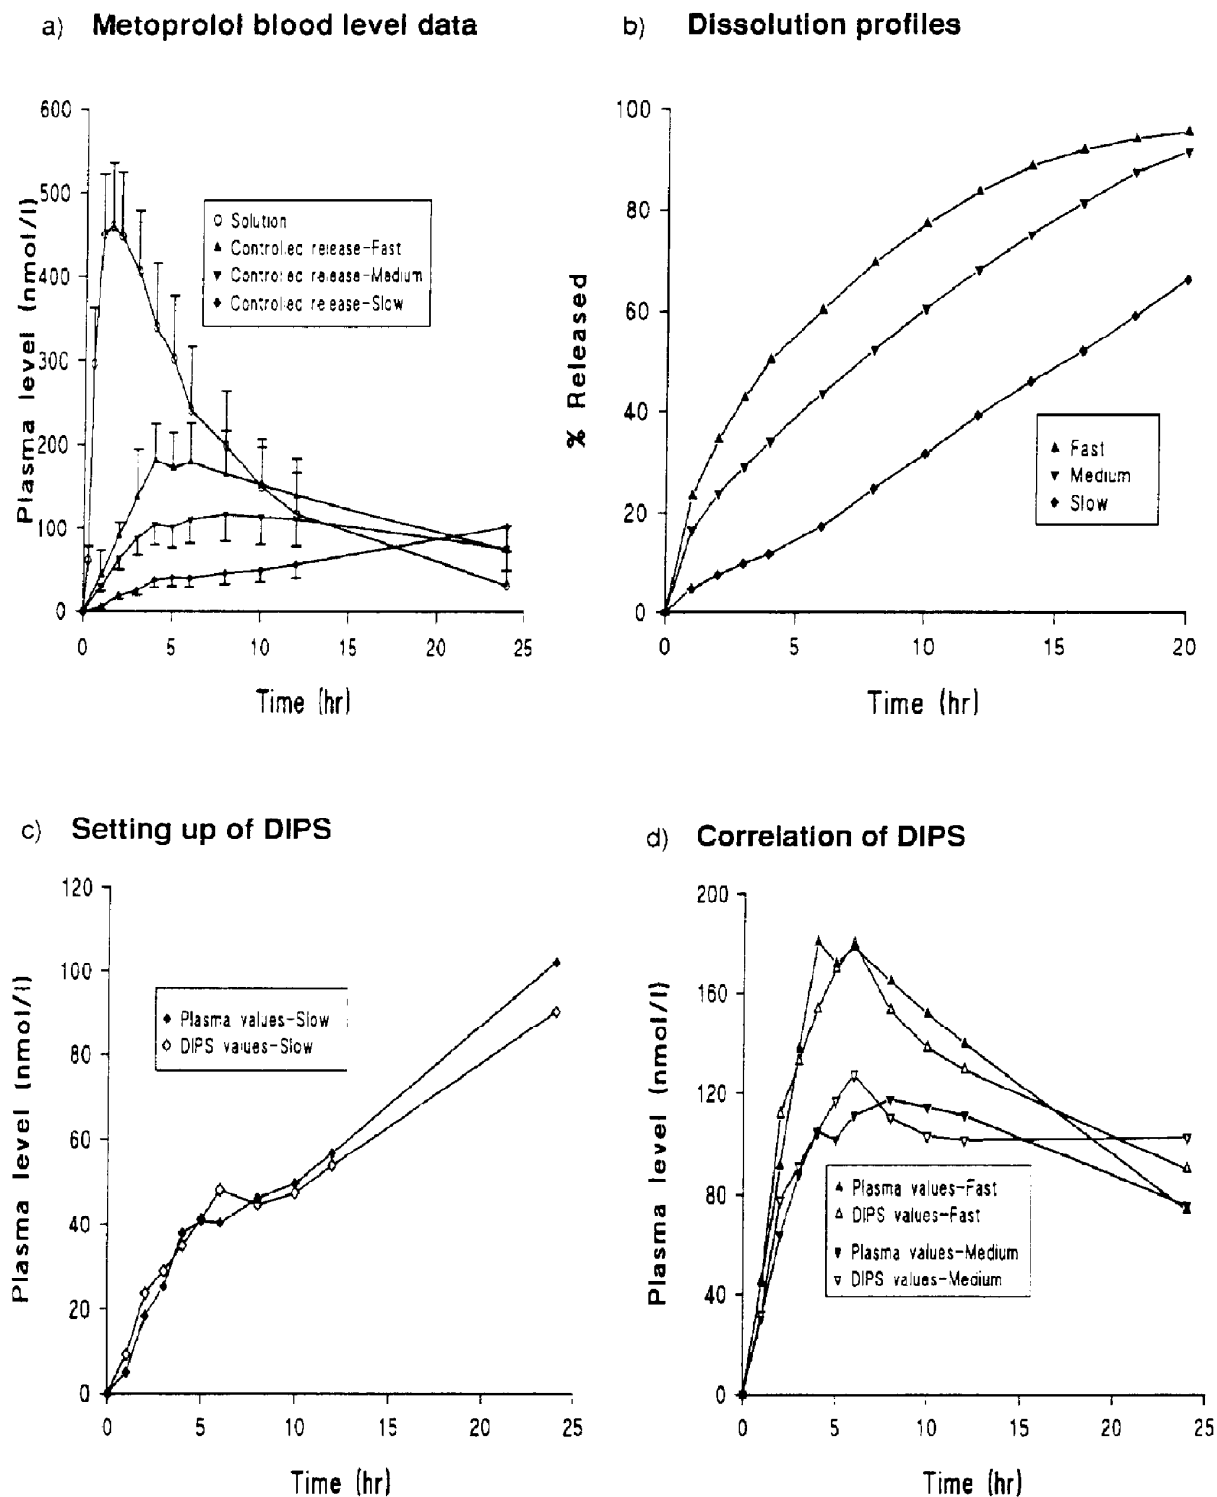 a) Metoprolol blood level data
600
500
400
300
200
100
0
Plasma level (nmol/l)
Solution
Controlled release-Fast
Controlled release-Medium
Controlled release-Slow
0 5 10 15 20 25
Time (hr)
b) Dissolution profiles
100
80
60
40
20
0
% Released
Fast
Medium
Slow
0 5 10 15 20
Time (hr)
c) Setting up of DIPS
120
100
80
60
40
20
0
Plasma level (nmol/l)
Plasma values-Slow
DIPS values-Slow
0 5 10 15 20 25
Time (hr)
d) Correlation of DIPS
200
160
120
80
40
0
Plasma level (nmol/l)
Plasma values-Fast
DIPS values-Fast
Plasma values-Medium
DIPS values-Medium
0 5 10 15 20 25
Time (hr)